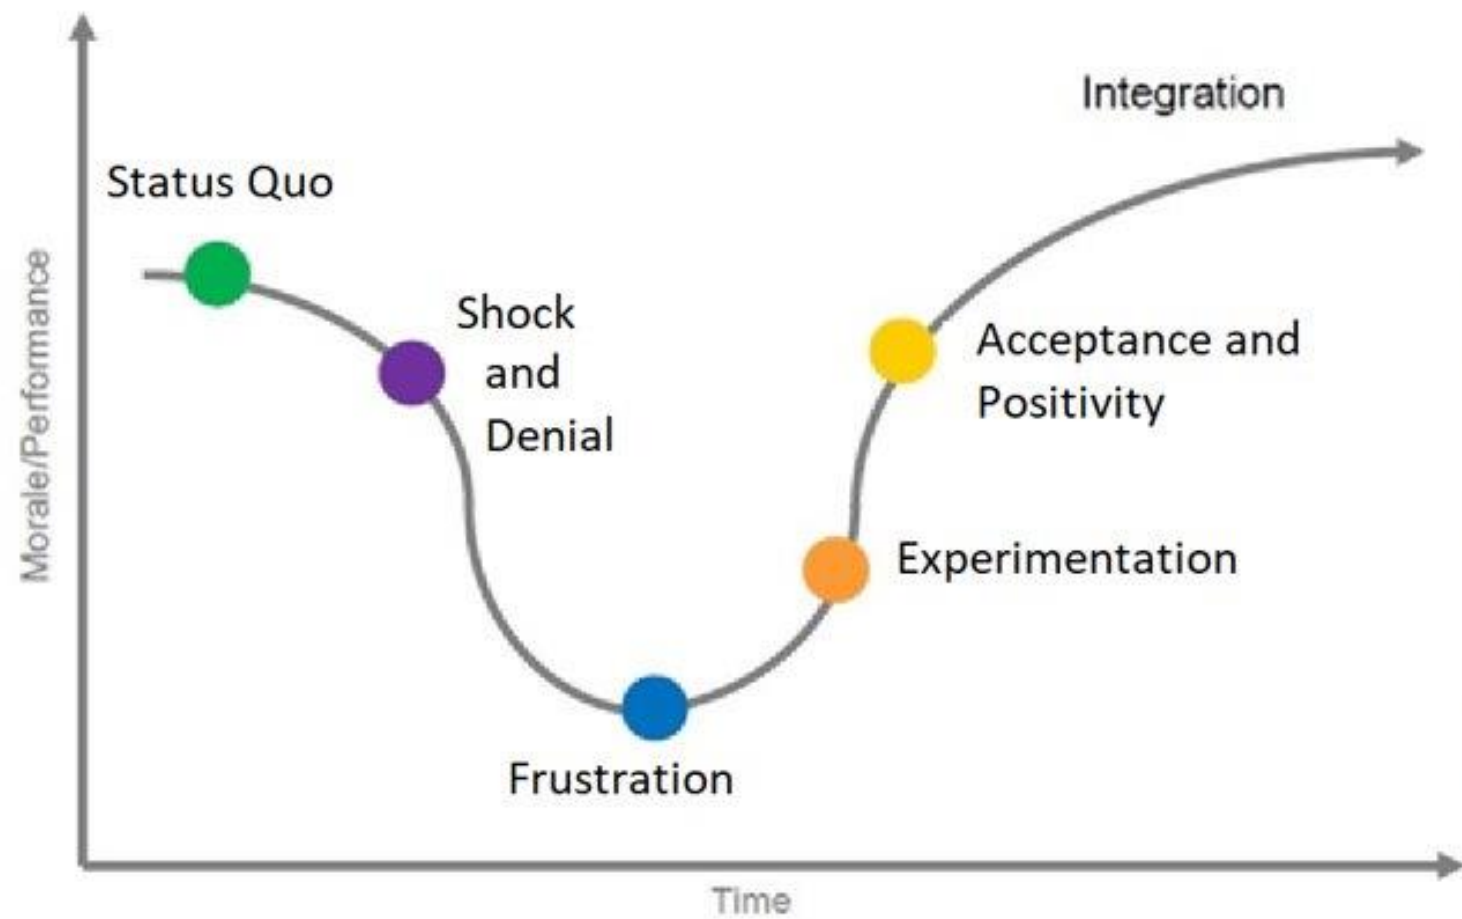 Integration
Status Quo
Shock
and
Denial
Acceptance and
Positivity
Experimentation
Frustration
Morale/Performance
Time